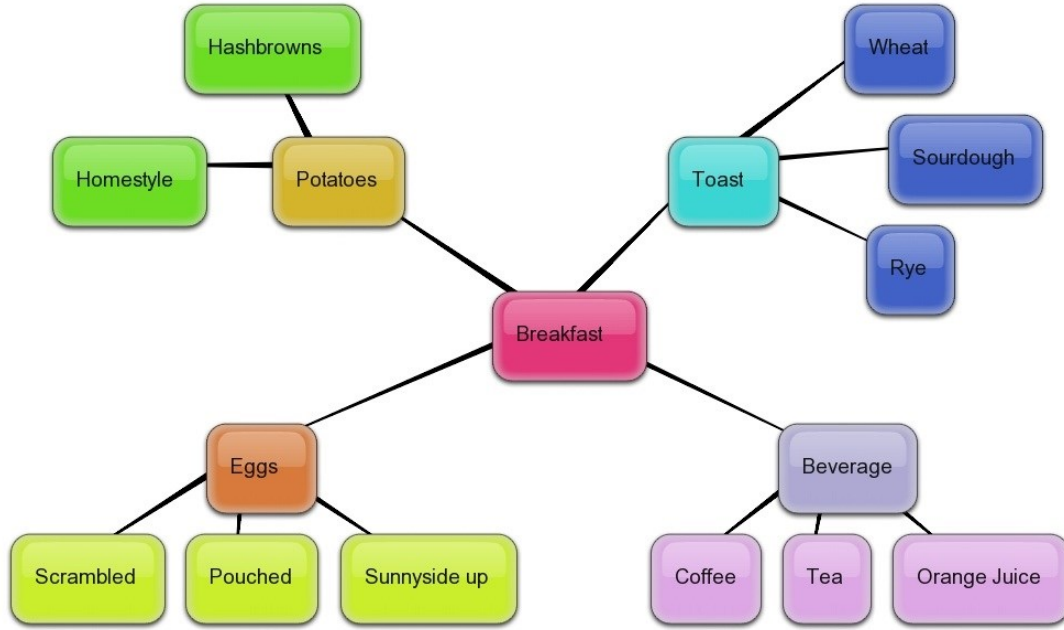 Hashbrowns
Wheat
Homestyle
Potatoes
Toast
Sourdough
Rye
Breakfast
Eggs
Beverage
Scrambled
Pouched
Sunnyside up
Coffee
Tea
Orange Juice